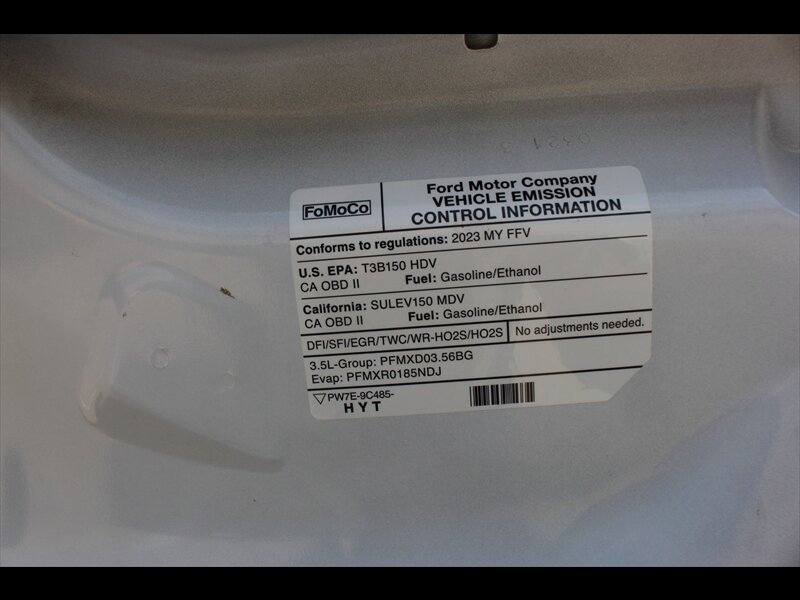 FoMoCo
Ford Motor Company
VEHICLE EMISSION
CONTROL INFORMATION
Conforms to regulations: 2023 MY FFV
U.S. EPA: T3B150 HDV
CA OBD II Fuel: Gasoline/Ethanol
California: SULEV150 MDV
CA OBD II Fuel: Gasoline/Ethanol
DFI/SFI/EGR/TWC/WR-HO2S/HO2S No adjustments needed.
3.5L-Group: PFMXD03.56BG
Evap: PFMXR0185NDJ
PW7E-9C485-
HYT